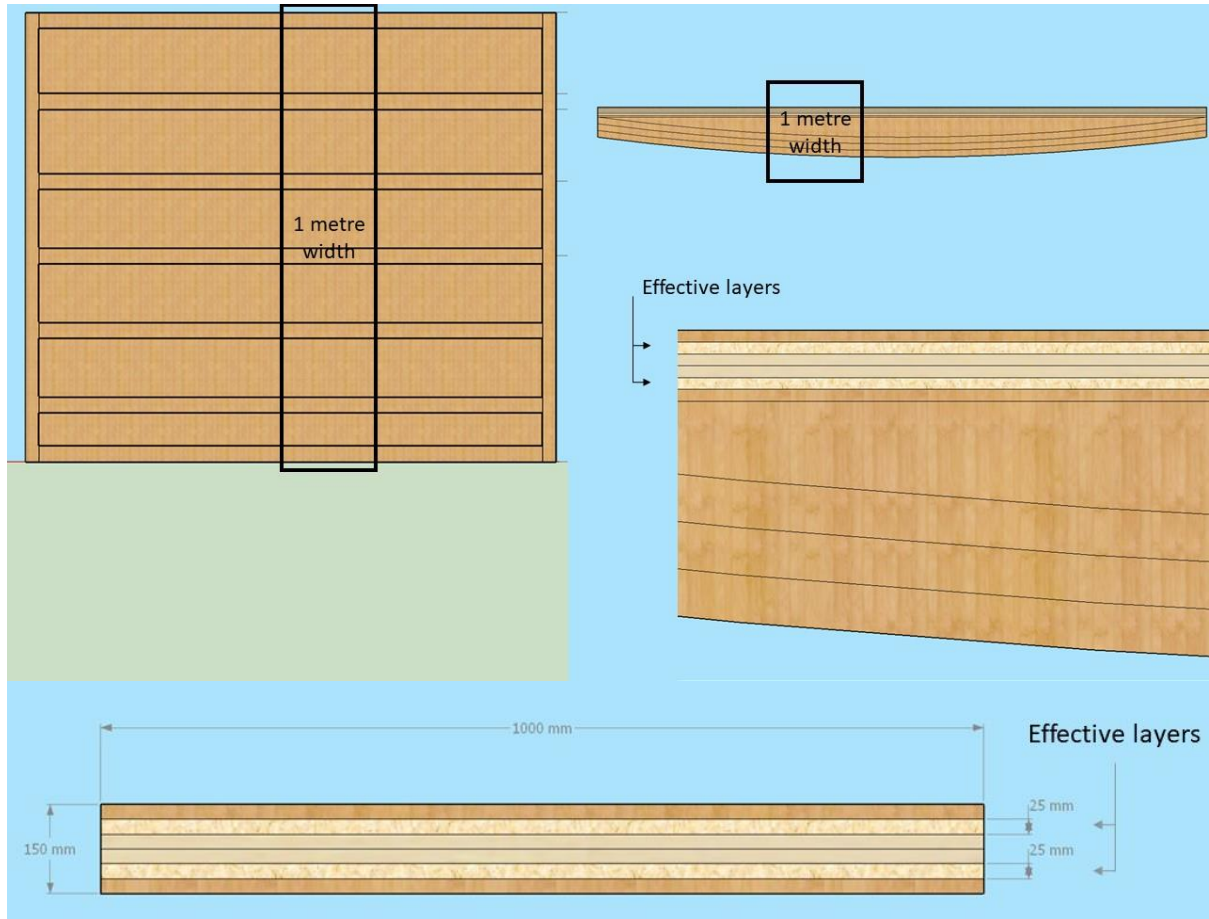 1 metre
width
1 metre
width
Effective layers
1000 mm
Effective layers
25 mm
150 mm
25 mm